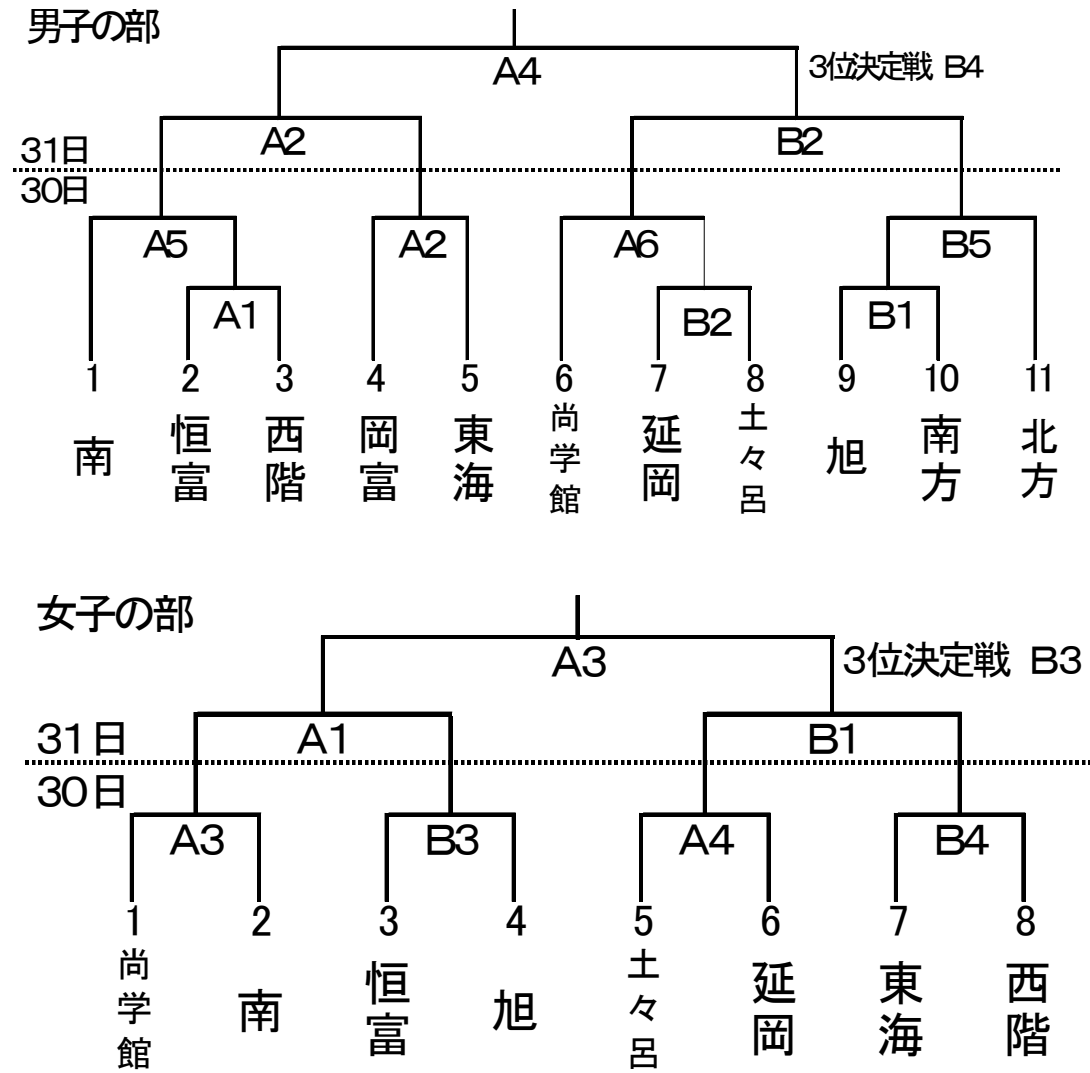 男子の部
A4
3位決定戦 B4
A2
B2
31日
30日
A5
A2
A6
B5
A1
B2
B1
1 2 3 4 5 6 7 8 9 10 11
南 恒富 西階 岡富 東海 尚学館 延岡 土々呂 旭 南方 北方
女子の部
A3
3位決定戦 B3
31日
A1
B1
30日
A3
B3
A4
B4
1 2 3 4 5 6 7 8
尚学館 南 恒富 旭 土々呂 延岡 東海 西階